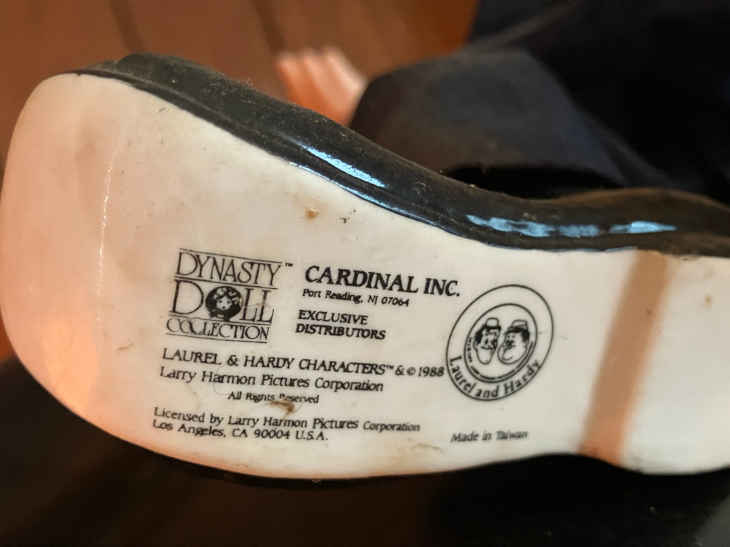 DYNASTY™
DOLL
COLLECTION
CARDINAL INC.
Port Reading, NJ 07064
EXCLUSIVE
DISTRIBUTORS
LAUREL & HARDY CHARACTERS™ & © 1988
Larry Harmon Pictures Corporation
All Rights Reserved
Licensed by Larry Harmon Pictures Corporation
Los Angeles, CA 90004 U.S.A.
Laurel and Hardy
Made in Taiwan